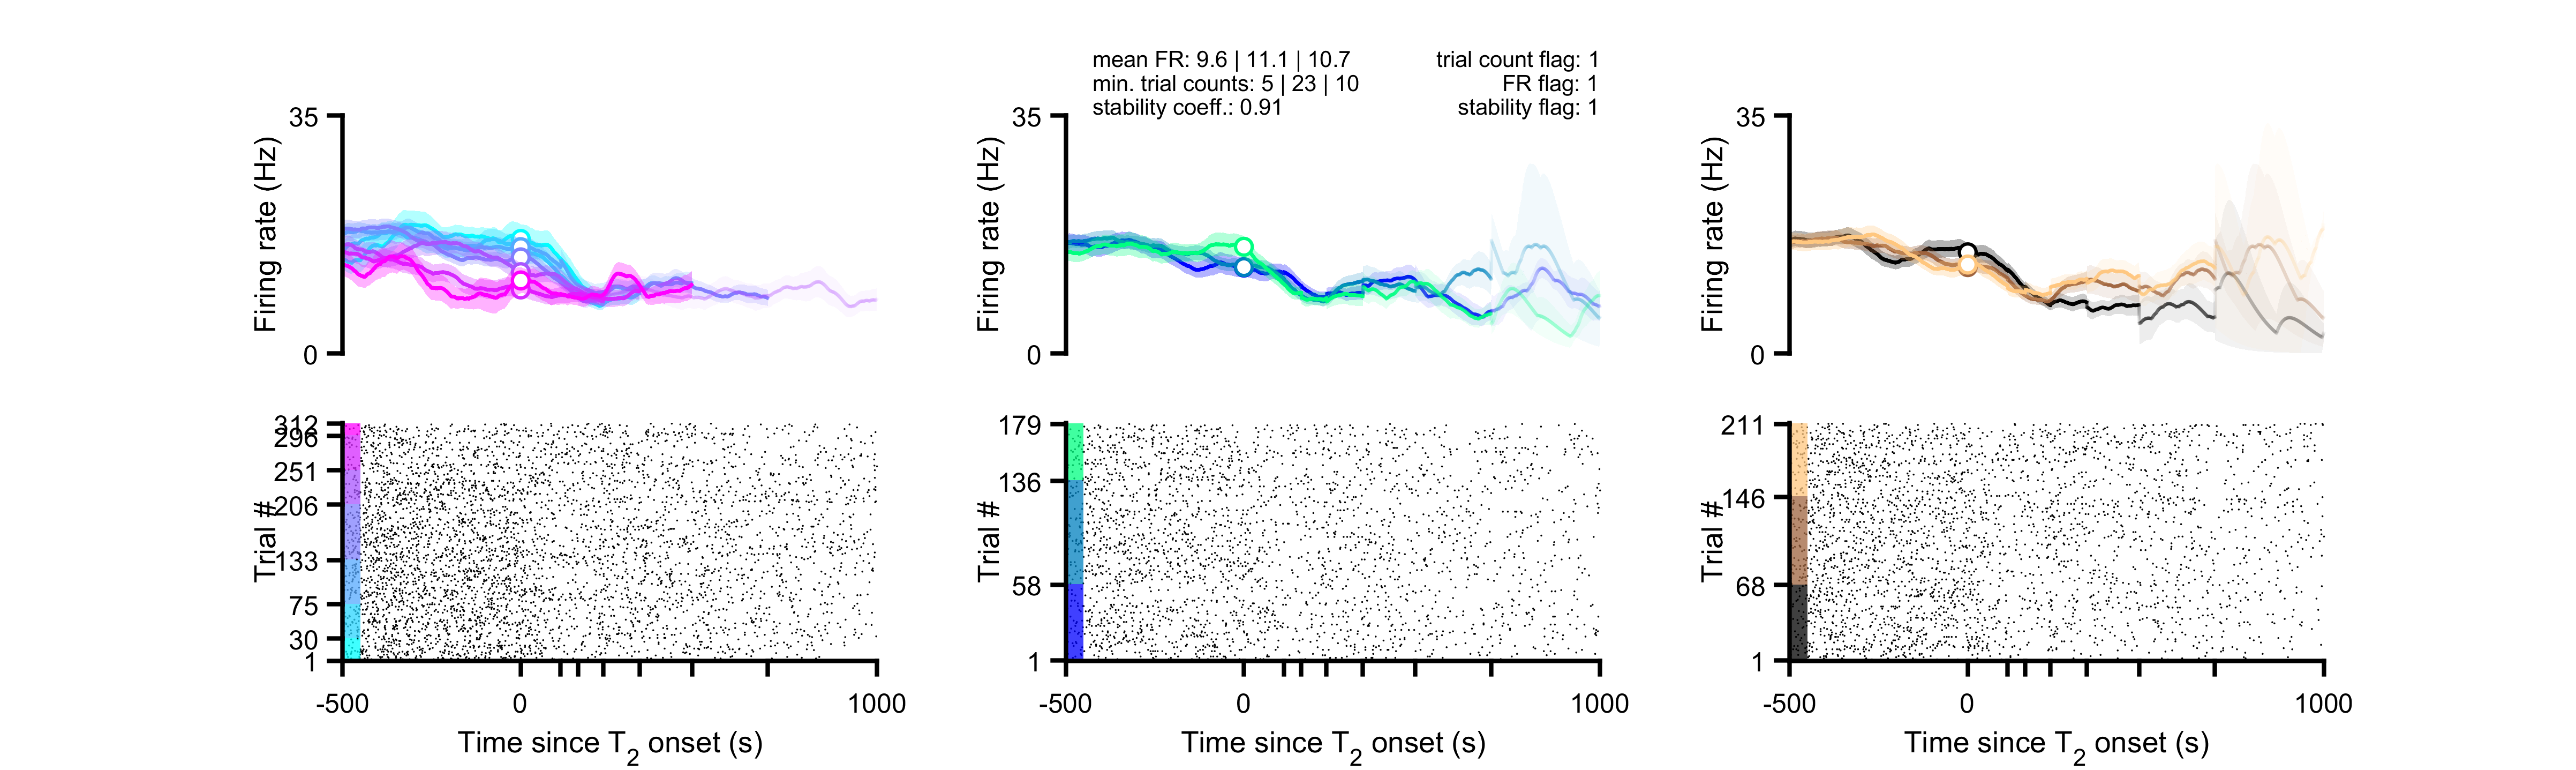 mean FR: 9.6 | 11.1 | 10.7
min. trial counts: 5 | 23 | 10
stability coeff.: 0.91
trial count flag: 1
FR flag: 1
stability flag: 1
35
Firing rate (Hz)
0
35
Firing rate (Hz)
0
35
Firing rate (Hz)
0
312
296
251
206
133
75
30
1
Trial #
-500
0
1000
Time since T2 onset (s)
179
136
58
1
Trial #
-500
0
1000
Time since T2 onset (s)
211
146
68
1
Trial #
-500
0
1000
Time since T2 onset (s)